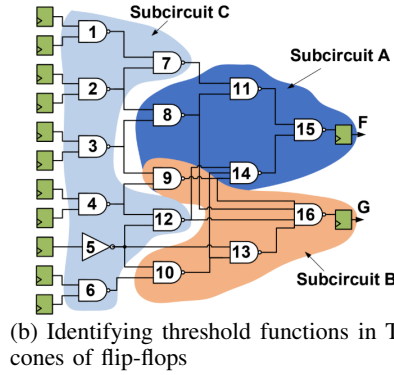 Subcircuit C
Subcircuit A
1
7
2
11
8
F
15
3
9
14
4
12
G
16
5
13
10
6
Subcircuit B
(b) Identifying threshold functions in T
cones of flip-flops